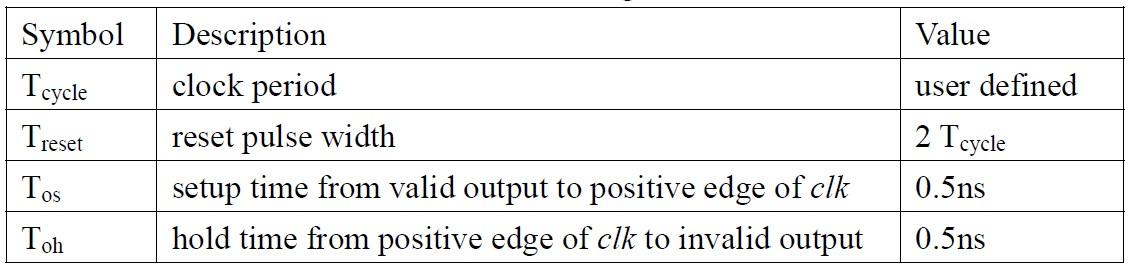 Symbol Description Value
Tcycle clock period user defined
Treset reset pulse width 2 Tcycle
Tos setup time from valid output to positive edge of clk 0.5ns
Toh hold time from positive edge of clk to invalid output 0.5ns